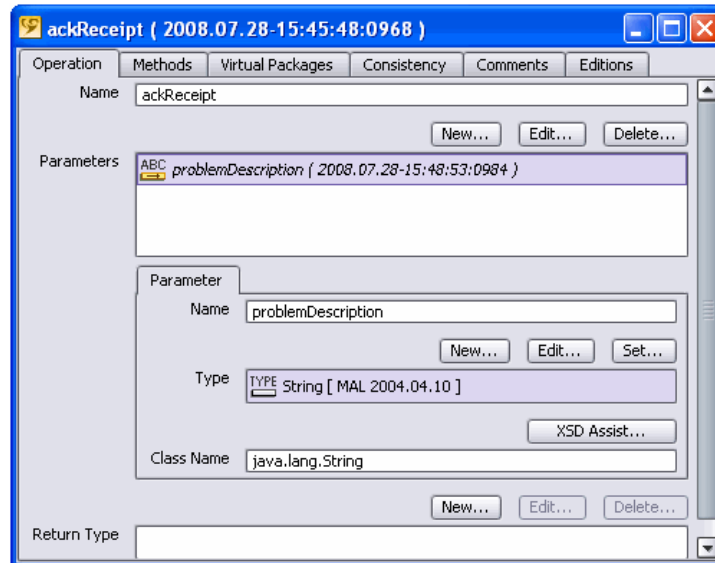 ackReceipt ( 2008.07.28-15:45:48:0968 )
Operation Methods Virtual Packages Consistency Comments Editions
Name ackReceipt
New... Edit... Delete...
Parameters ABC problemDescription ( 2008.07.28-15:48:53:0984 )
Parameter
Name problemDescription
New... Edit... Set...
Type TYPE String [ MAL 2004.04.10 ]
XSD Assist...
Class Name java.lang.String
New... Edit... Delete...
Return Type